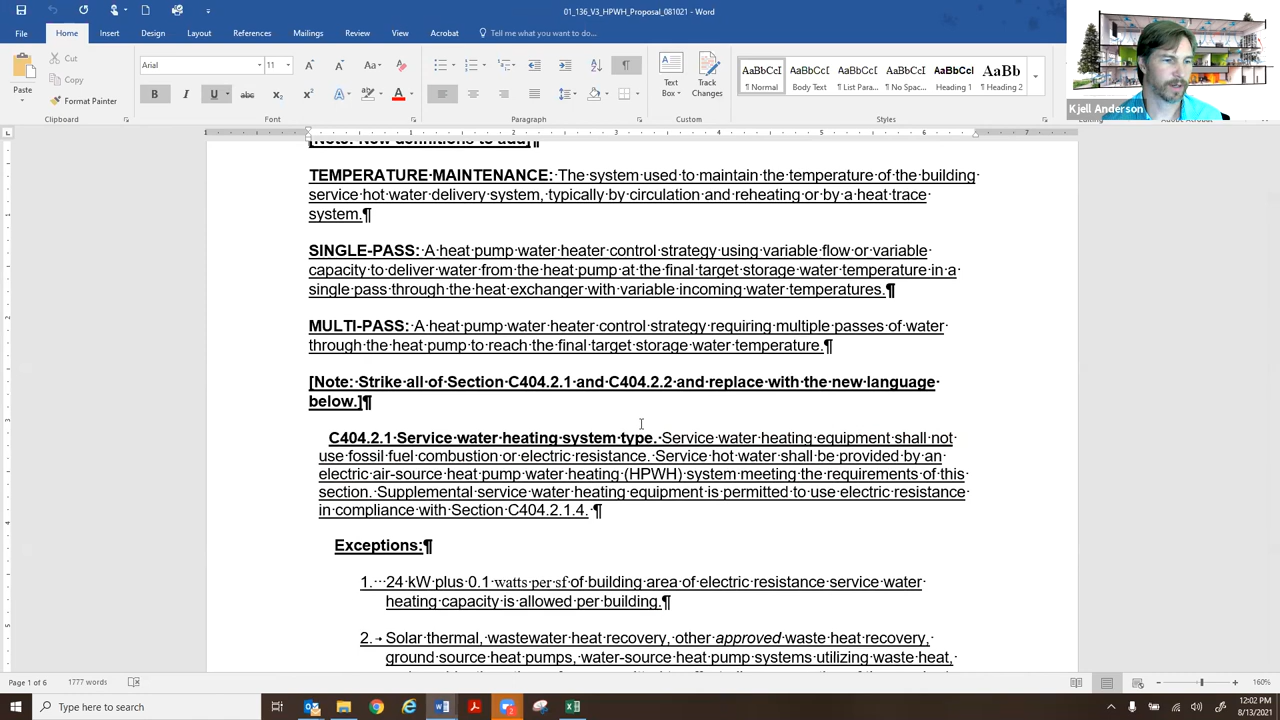 01_136_V3_HPWH_Proposal_081021 - Word
File Home Insert Design Layout References Mailings Review View Acrobat Tell me what you want to do...
Cut
Copy
Format Painter
Paste
Clipboard
Arial 11
Aa
B I U abc
A A
Font
Paragraph
Text Box
Track Changes
Custom
AaBbCcI AaBbCcI AaBbCcI AaBbCcI AaBbCcI AaBb
¶ Normal Body Text ¶ List Para... ¶ No Spac... Heading 1 ¶ Heading 2
Styles
Kjell Anderson
Editing
[Note: New definitions to add]¶
TEMPERATURE MAINTENANCE: The system used to maintain the temperature of the building
service hot water delivery system, typically by circulation and reheating or by a heat trace
system.¶
SINGLE-PASS: A heat pump water heater control strategy using variable flow or variable
capacity to deliver water from the heat pump at the final target storage water temperature in a
single pass through the heat exchanger with variable incoming water temperatures.¶
MULTI-PASS: A heat pump water heater control strategy requiring multiple passes of water
through the heat pump to reach the final target storage water temperature.¶
[Note: Strike all of Section C404.2.1 and C404.2.2 and replace with the new language
below.]¶
C404.2.1 Service water heating system type. Service water heating equipment shall not
use fossil fuel combustion or electric resistance. Service hot water shall be provided by an
electric air-source heat pump water heating (HPWH) system meeting the requirements of this
section. Supplemental service water heating equipment is permitted to use electric resistance
in compliance with Section C404.2.1.4. ¶
Exceptions:¶
1. 24 kW plus 0.1 watts per sf of building area of electric resistance service water
heating capacity is allowed per building.¶
2. Solar thermal, wastewater heat recovery, other approved waste heat recovery,
ground source heat pumps, water-source heat pump systems utilizing waste heat,
Page 1 of 6 1777 words
160%
Type here to search
12:02 PM
8/13/2021